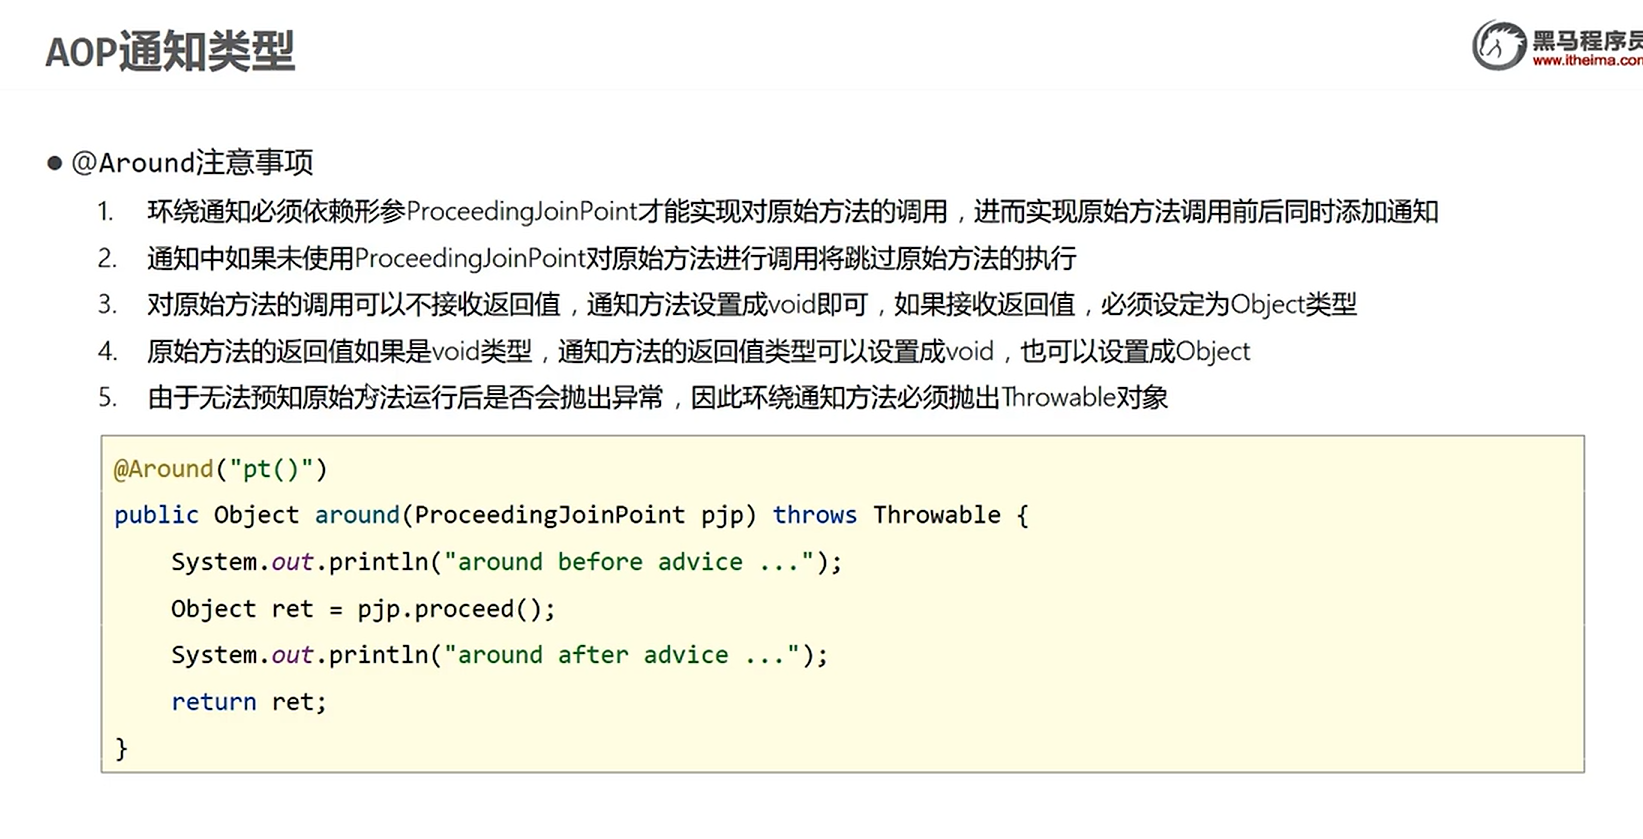 AOP通知类型
黑马程序员
www.itheima.com
● @Around注意事项
1. 环绕通知必须依赖形参ProceedingJoinPoint才能实现对原始方法的调用，进而实现原始方法调用前后同时添加通知
2. 通知中如果未使用ProceedingJoinPoint对原始方法进行调用将跳过原始方法的执行
3. 对原始方法的调用可以不接收返回值，通知方法设置成void即可，如果接收返回值，必须设定为Object类型
4. 原始方法的返回值如果是void类型，通知方法的返回值类型可以设置成void，也可以设置成Object
5. 由于无法预知原始方法运行后是否会抛出异常，因此环绕通知方法必须抛出Throwable对象
@Around("pt()")
public Object around(ProceedingJoinPoint pjp) throws Throwable {
    System.out.println("around before advice ...");
    Object ret = pjp.proceed();
    System.out.println("around after advice ...");
    return ret;
}